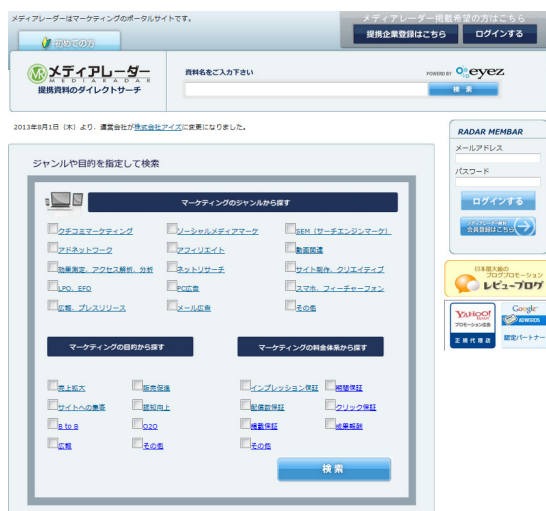 メディアレーダーはマーケティングのポータルサイトです。
メディアレーダー掲載希望の方はこちら
初めての方
提携企業登録はこちら
ログインする
メディアレーダー
MEDIARADAR
提携資料のダイレクトサーチ
資料名をご入力下さい
POWERED BY eyez
検 索
2013年8月1日（木）より、運営会社が株式会社アイズに変更になりました。
RADAR MEMBAR
メールアドレス
パスワード
ログインする
メディアレーダー無料
会員登録はこちら
ジャンルや目的を指定して検索
マーケティングのジャンルから探す
クチコミマーケティング
ソーシャルメディアマーク
SEM（サーチエンジンマーク）
アドネットワーク
アフィリエイト
動画関連
効果測定、アクセス解析、分析
ネットリサーチ
サイト制作、クリエイティブ
LPO、EFO
PC広告
スマホ、フィーチャーフォン
広報、プレスリリース
メール広告
その他
日本最大級の
ブログプロモーション
レビューブログ
YAHOO!
JAPAN
プロモーション広告
正規代理店
Google
ADWORDS
認定パートナー
マーケティングの目的から探す
マーケティングの料金体系から探す
売上拡大
販売促進
インプレッション保証
期間保証
サイトへの集客
認知向上
配信数保証
クリック保証
B to B
O2O
掲載保証
成果報酬
広報
その他
その他
検 索